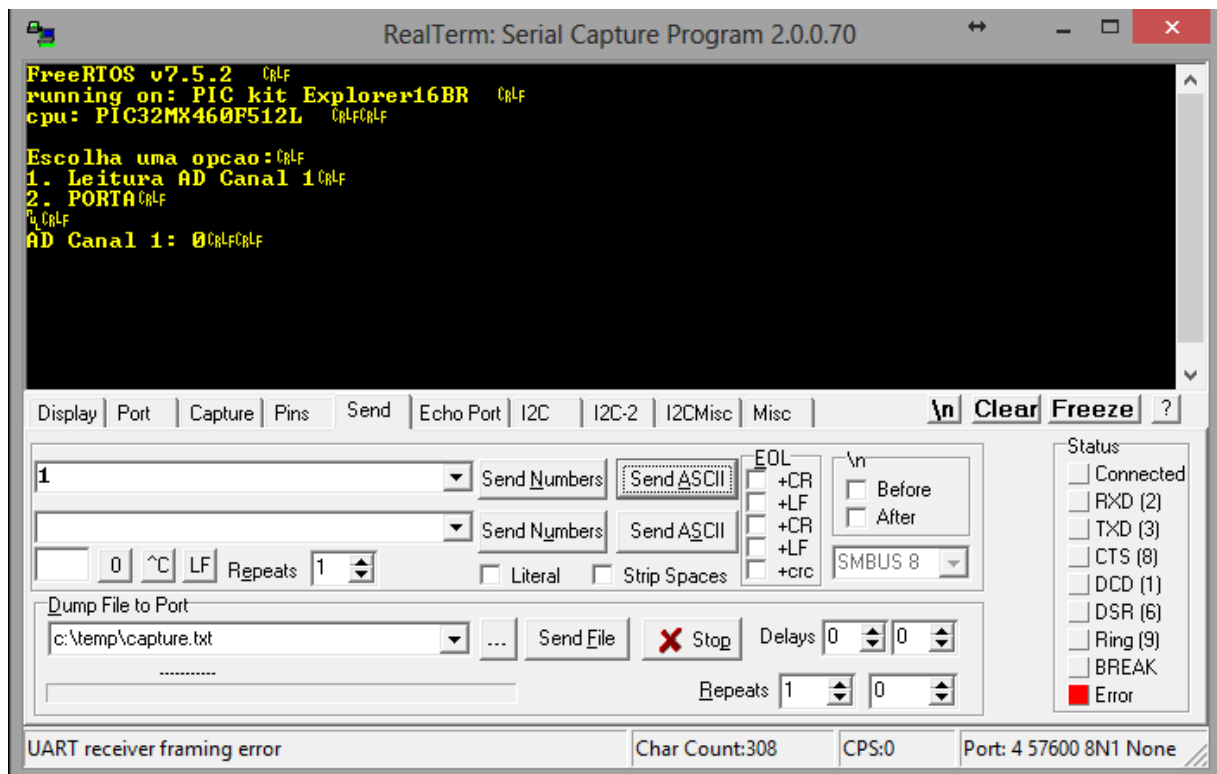 RealTerm: Serial Capture Program 2.0.0.70
FreeRTOS v7.5.2 CRLF
running on: PIC kit Explorer16BR CRLF
cpu: PIC32MX460F512L CRLFCRLF
Escolha uma opcao:CRLF
1. Leitura AD Canal 1CRLF
2. PORTACRLF
CRLF
AD Canal 1: 0CRLFCRLF
Display Port Capture Pins Send Echo Port I2C I2C-2 I2CMisc Misc \n Clear Freeze ?
1 Send Numbers Send ASCII
Send Numbers Send ASCII
0 ^C LF Repeats 1 Literal Strip Spaces
EOL
+CR
+LF
+CR
+LF
+crc
\n
Before
After
SMBUS 8
Dump File to Port
c:\temp\capture.txt ... Send File Stop Delays 0 0
-----------
Repeats 1 0
Status
Connected
RXD (2)
TXD (3)
CTS (8)
DCD (1)
DSR (6)
Ring (9)
BREAK
Error
UART receiver framing error Char Count:308 CPS:0 Port: 4 57600 8N1 None